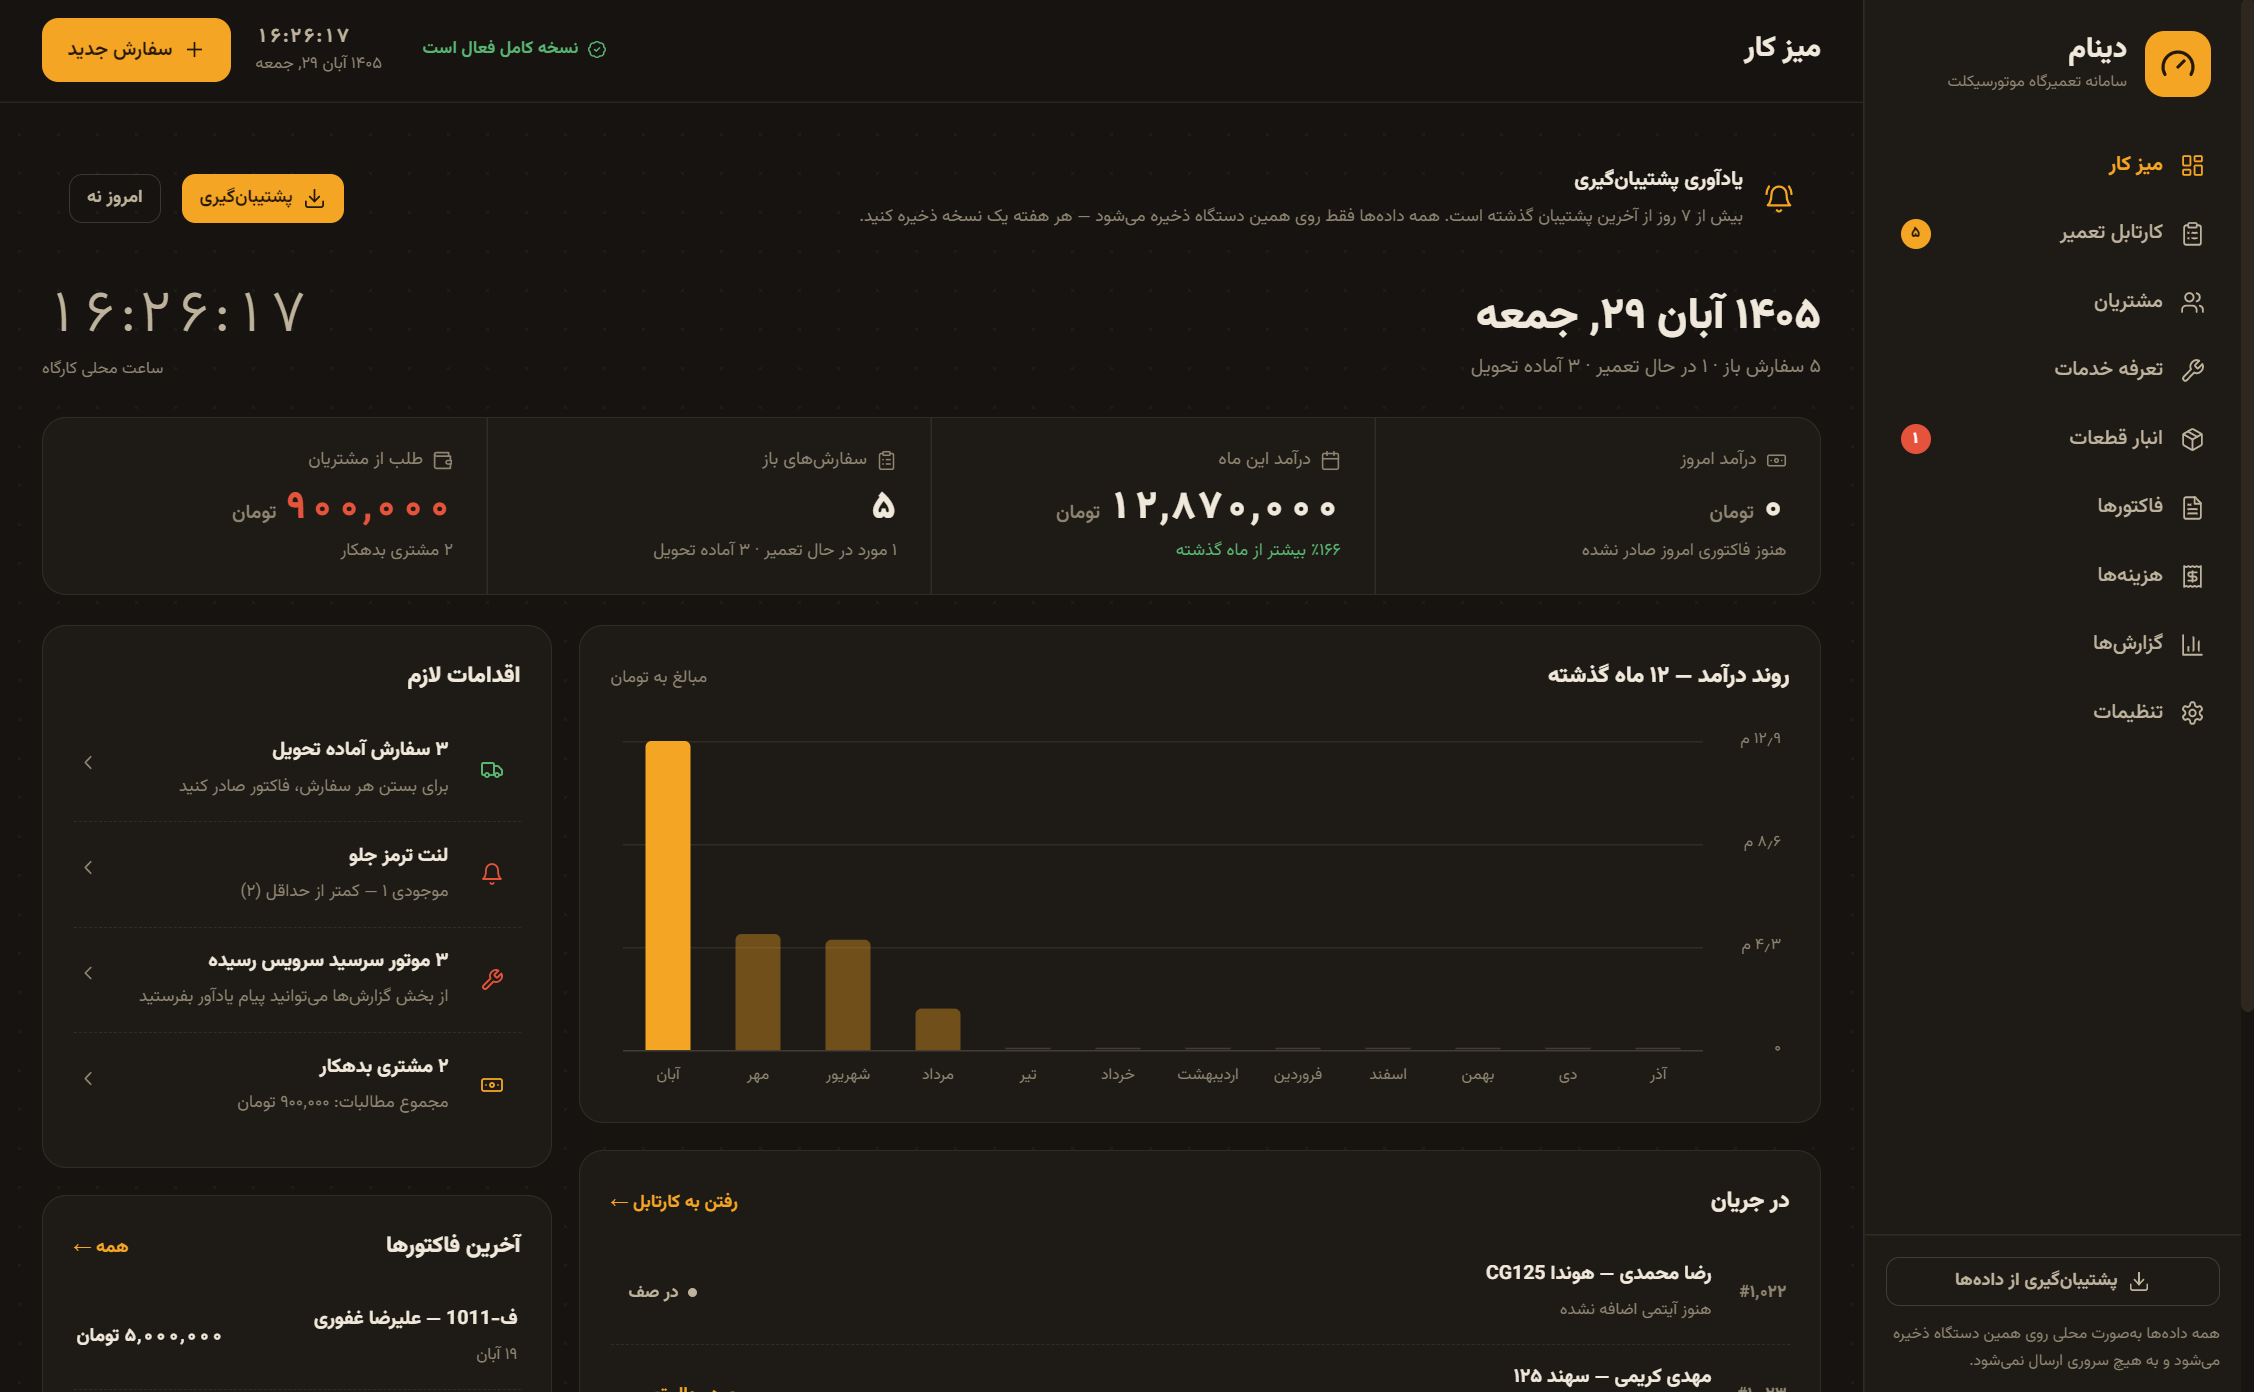 دینام
سامانه تعمیرگاه موتورسیکلت
میز کار
کارتابل تعمیر
۵
مشتریان
تعرفه خدمات
انبار قطعات
۱
فاکتورها
هزینه‌ها
گزارش‌ها
تنظیمات
پشتیبان‌گیری از داده‌ها
همه داده‌ها به‌صورت محلی روی همین دستگاه ذخیره
می‌شود و به هیچ سروری ارسال نمی‌شود.
میز کار
نسخه کامل فعال است
۱۶:۲۶:۱۷
۱۴۰۵ آبان ۲۹, جمعه
سفارش جدید
یادآوری پشتیبان‌گیری
بیش از ۷ روز از آخرین پشتیبان گذشته است. همه داده‌ها فقط روی همین دستگاه ذخیره می‌شود — هر هفته یک نسخه ذخیره کنید.
پشتیبان‌گیری
امروز نه
۱۴۰۵ آبان ۲۹, جمعه
۵ سفارش باز · ۱ در حال تعمیر · ۳ آماده تحویل
۱۶:۲۶:۱۷
ساعت محلی کارگاه
درآمد امروز
۰ تومان
هنوز فاکتوری امروز صادر نشده
درآمد این ماه
۱۲,۸۷۰,۰۰۰ تومان
٪۱۶۶ بیشتر از ماه گذشته
سفارش‌های باز
۵
۱ مورد در حال تعمیر · ۳ آماده تحویل
طلب از مشتریان
۹۰۰,۰۰۰ تومان
۲ مشتری بدهکار
روند درآمد — ۱۲ ماه گذشته
مبالغ به تومان
۱۲٫۹ م
۸٫۶ م
۴٫۳ م
۰
آذر
دی
بهمن
اسفند
فروردین
اردیبهشت
خرداد
تیر
مرداد
شهریور
مهر
آبان
اقدامات لازم
۳ سفارش آماده تحویل
برای بستن هر سفارش، فاکتور صادر کنید
لنت ترمز جلو
موجودی ۱ — کمتر از حداقل (۲)
۳ موتور سرسید سرویس رسیده
از بخش گزارش‌ها می‌توانید پیام یادآور بفرستید
۲ مشتری بدهکار
مجموع مطالبات: ۹۰۰,۰۰۰ تومان
در جریان
رفتن به کارتابل ←
#۱,۰۲۲
رضا محمدی — هوندا CG125
هنوز آیتمی اضافه نشده
در صف
مهدی کریمی — سهند ۱۲۵
آخرین فاکتورها
همه ←
ف-1011 — علیرضا غفوری
۱۹ آبان
۵,۰۰۰,۰۰۰ تومان